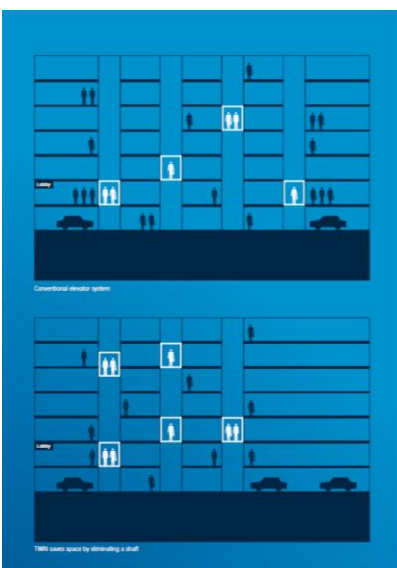 Lobby
Conventional elevator system
Lobby
TWIN saves space by eliminating a shaft